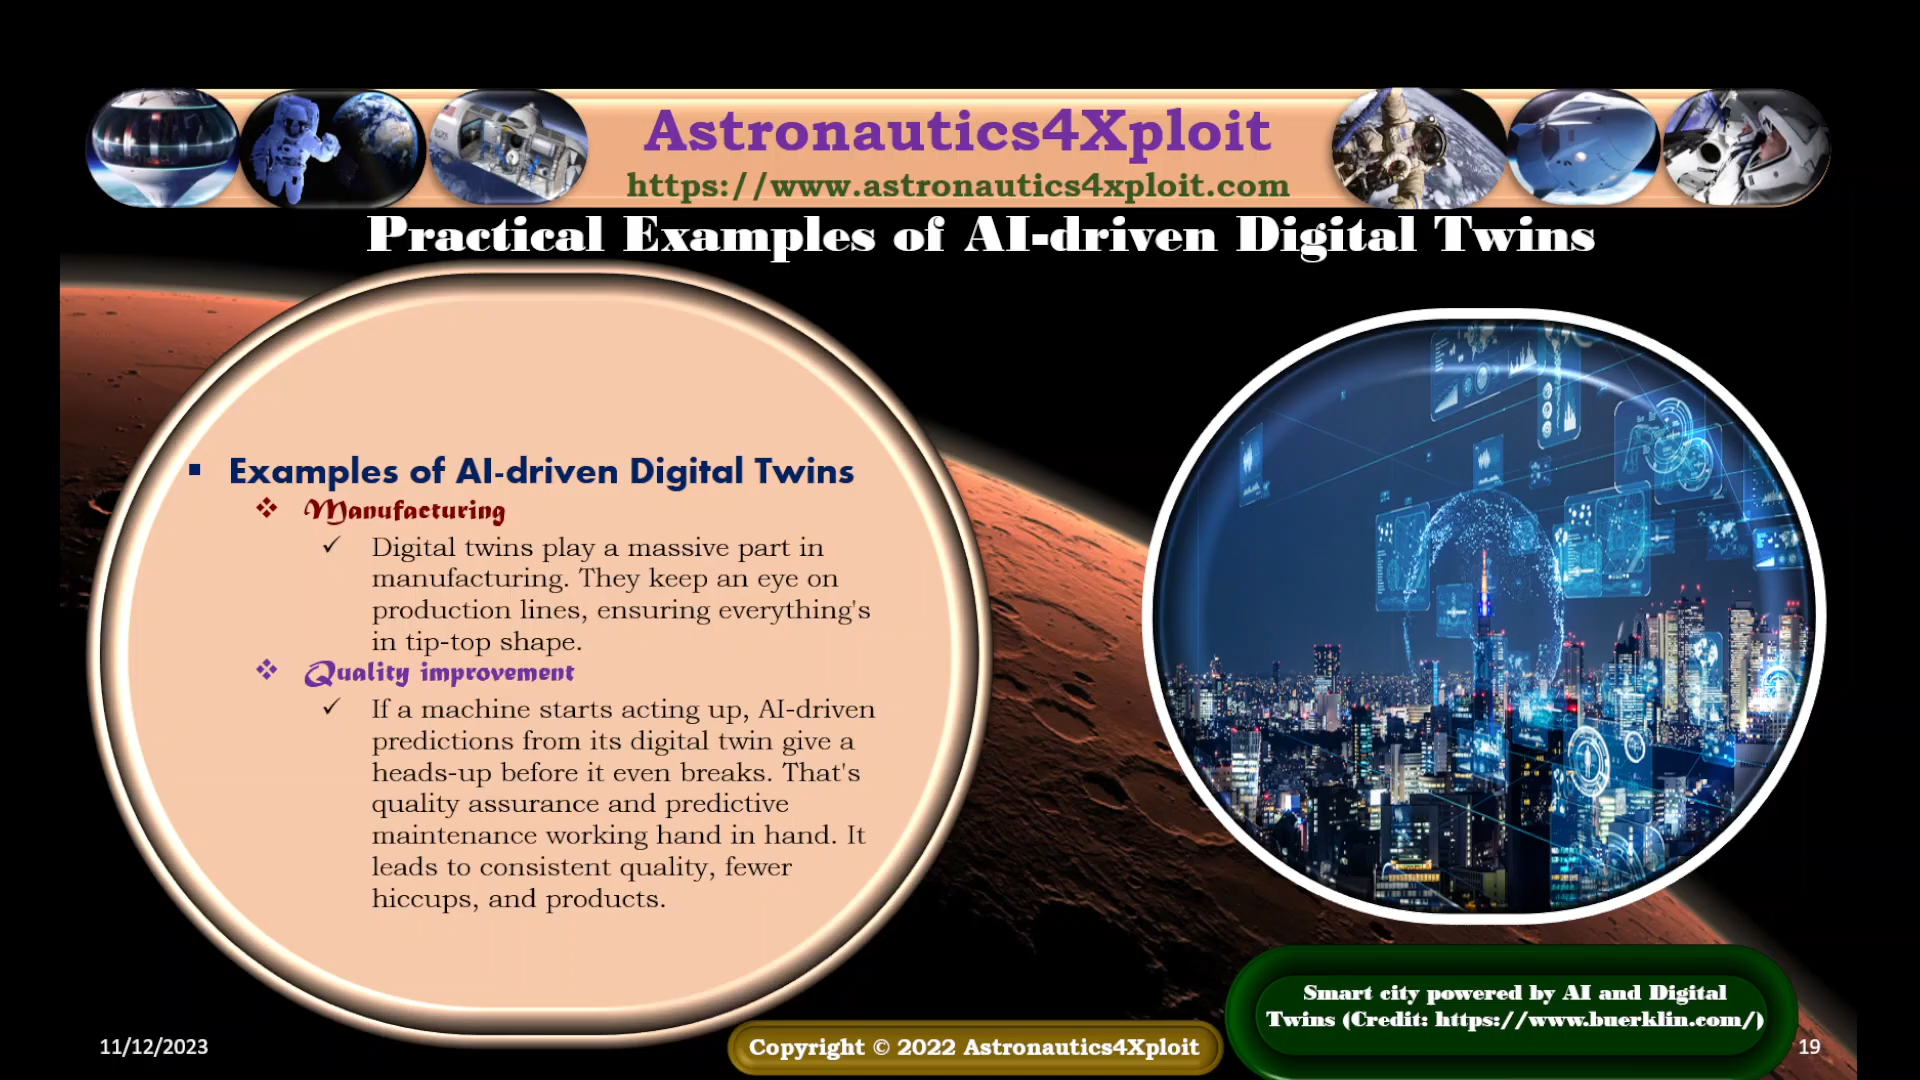 Astronautics4Xploit
https://www.astronautics4xploit.com
Practical Examples of AI-driven Digital Twins
▪ Examples of AI-driven Digital Twins
❖ Manufacturing
✓ Digital twins play a massive part in
manufacturing. They keep an eye on
production lines, ensuring everything's
in tip-top shape.
❖ Quality improvement
✓ If a machine starts acting up, AI-driven
predictions from its digital twin give a
heads-up before it even breaks. That's
quality assurance and predictive
maintenance working hand in hand. It
leads to consistent quality, fewer
hiccups, and products.
Smart city powered by AI and Digital
Twins (Credit: https://www.buerklin.com/)
11/12/2023
Copyright © 2022 Astronautics4Xploit
19